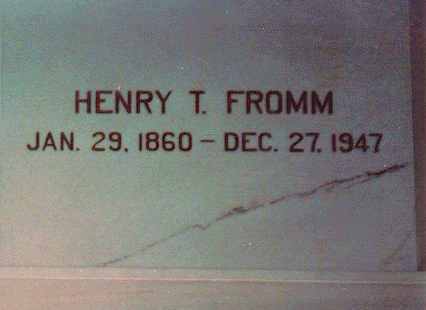 HENRY T. FROMM
JAN. 29, 1860 – DEC. 27, 1947